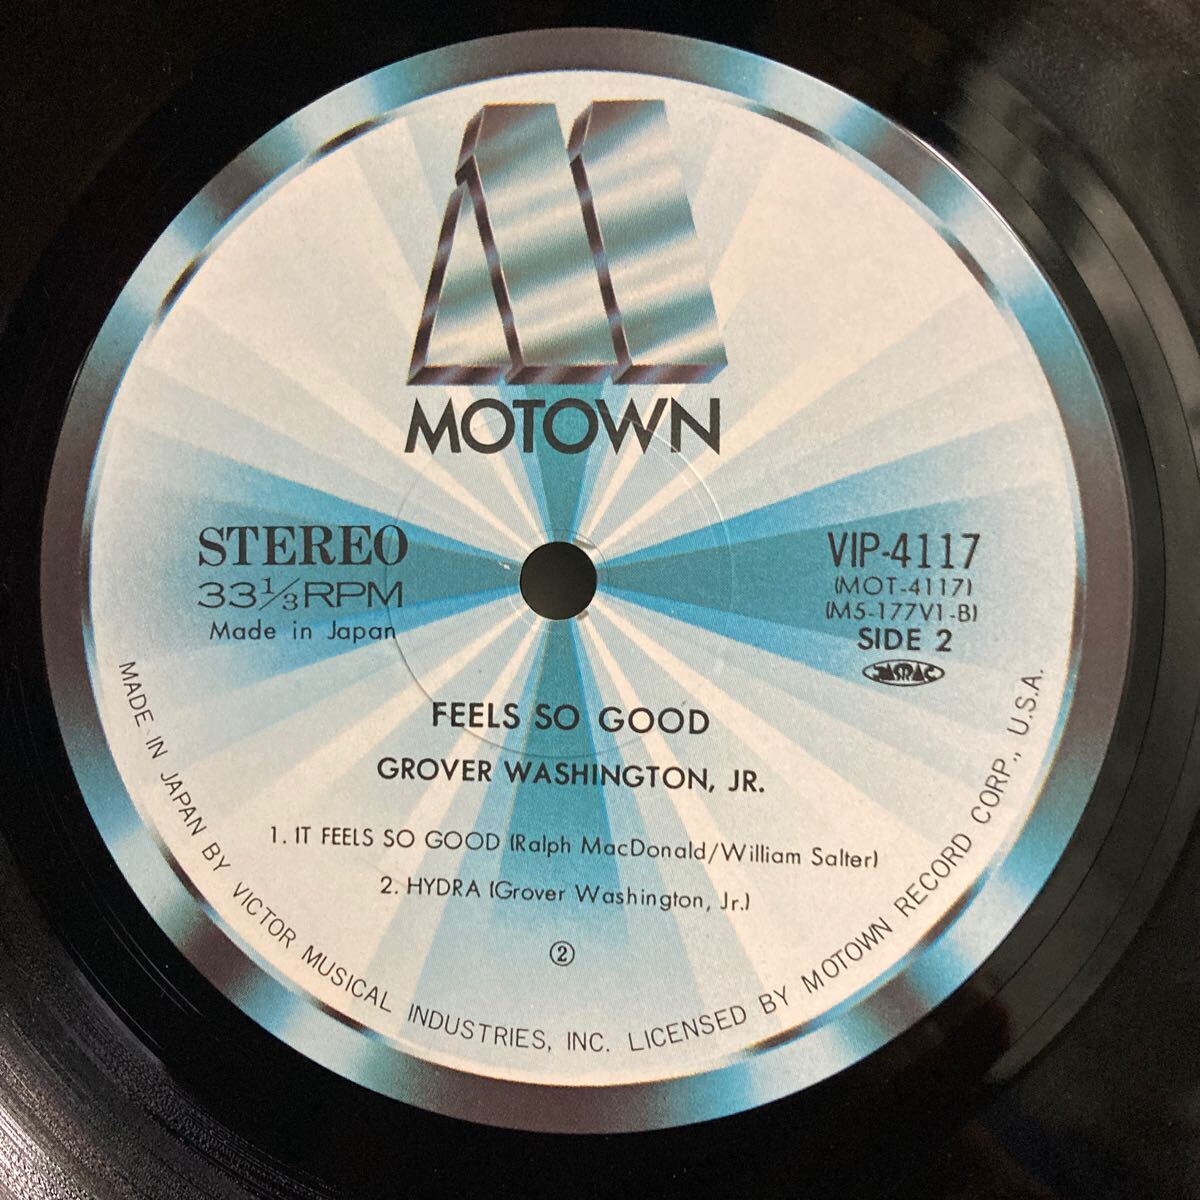 MOTOWN
STEREO
33⅓RPM
Made in Japan
VIP-4117
(MOT-4117)
(M5-177V1-B)
SIDE 2
JASRAC
FEELS SO GOOD
GROVER WASHINGTON, JR.
1. IT FEELS SO GOOD (Ralph MacDonald/William Salter)
2. HYDRA (Grover Washington, Jr.)
②
MADE IN JAPAN BY VICTOR MUSICAL INDUSTRIES, INC. LICENSED BY MOTOWN RECORD CORP., U.S.A.